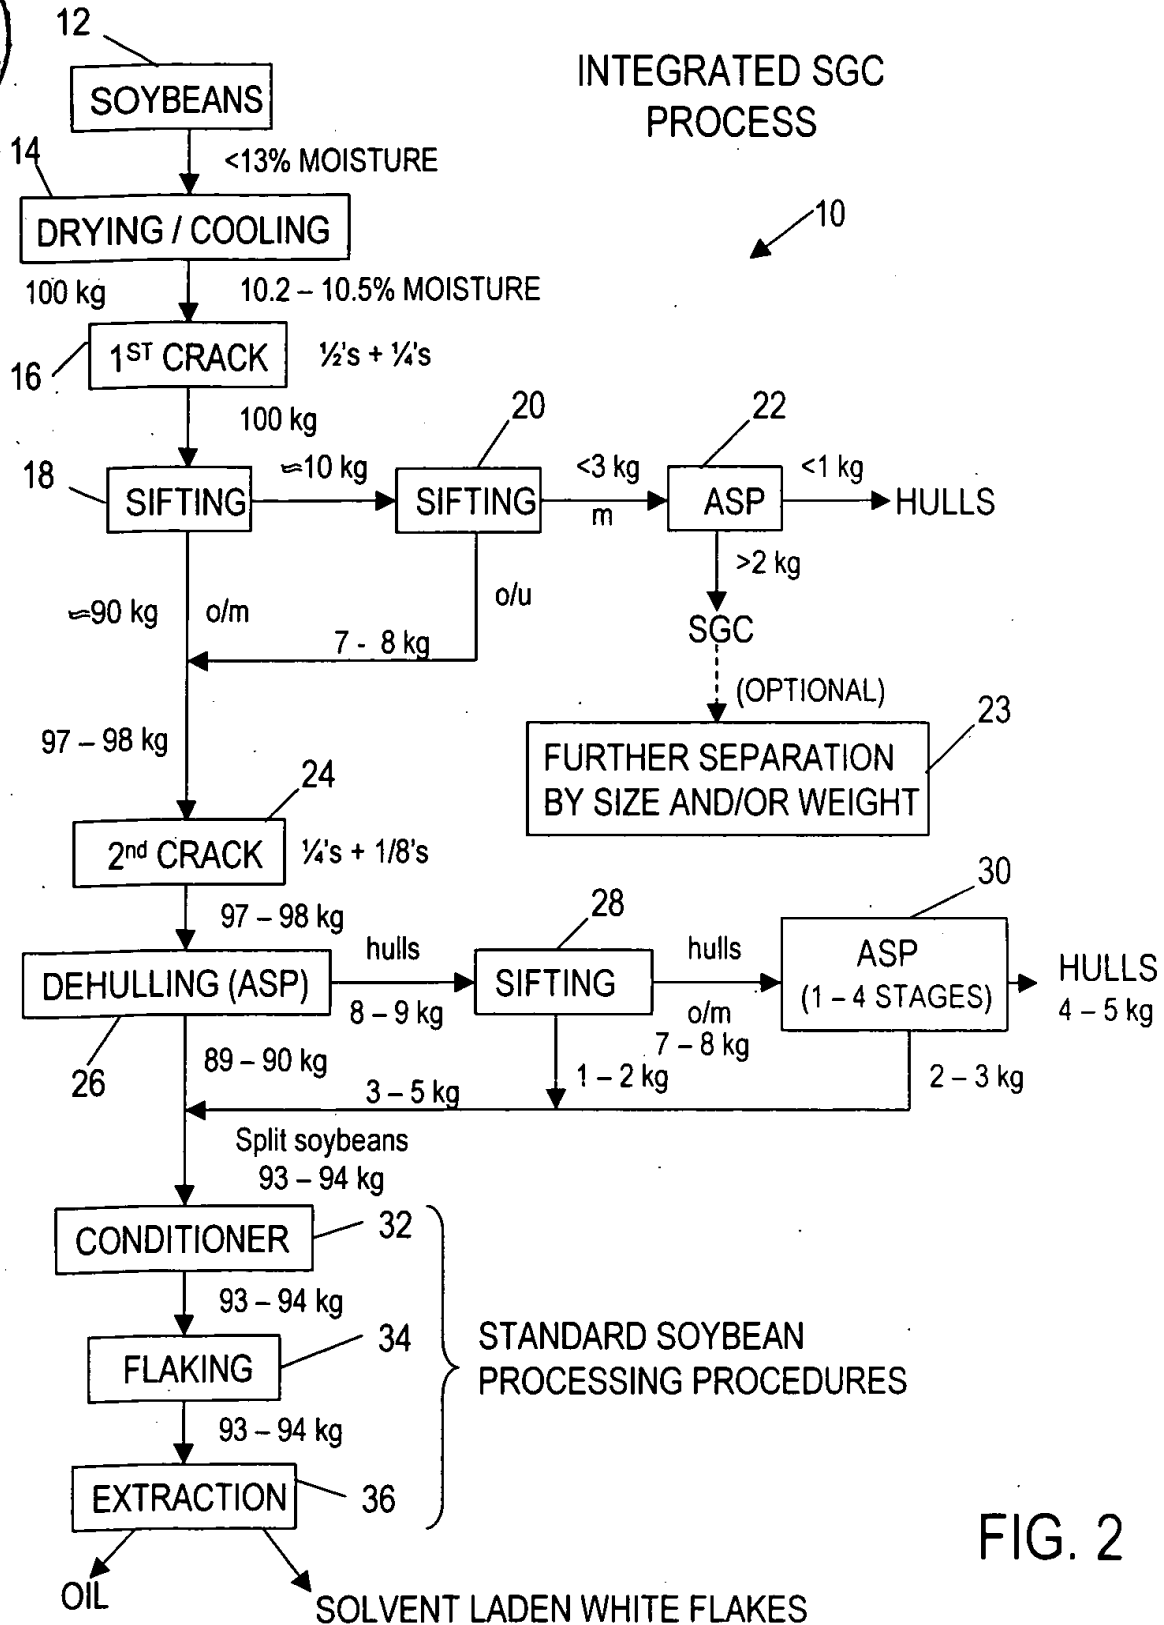 12
INTEGRATED SGC
PROCESS
SOYBEANS
14
<13% MOISTURE
DRYING / COOLING
10
100 kg
10.2 – 10.5% MOISTURE
1ST CRACK
½'s + ¼'s
16
100 kg
20
22
18
≈10 kg
<3 kg
<1 kg
SIFTING
SIFTING
m
ASP
HULLS
>2 kg
≈90 kg
o/m
o/u
SGC
7 - 8 kg
(OPTIONAL)
23
97 – 98 kg
FURTHER SEPARATION
BY SIZE AND/OR WEIGHT
24
2nd CRACK
¼'s + 1/8's
30
97 – 98 kg
28
hulls
hulls
ASP
(1 – 4 STAGES)
HULLS
4 – 5 kg
DEHULLING (ASP)
SIFTING
8 – 9 kg
o/m
7 – 8 kg
26
89 – 90 kg
1 – 2 kg
2 – 3 kg
3 – 5 kg
Split soybeans
93 – 94 kg
CONDITIONER
32
93 – 94 kg
34
FLAKING
STANDARD SOYBEAN
PROCESSING PROCEDURES
93 – 94 kg
EXTRACTION
36
FIG. 2
OIL
SOLVENT LADEN WHITE FLAKES